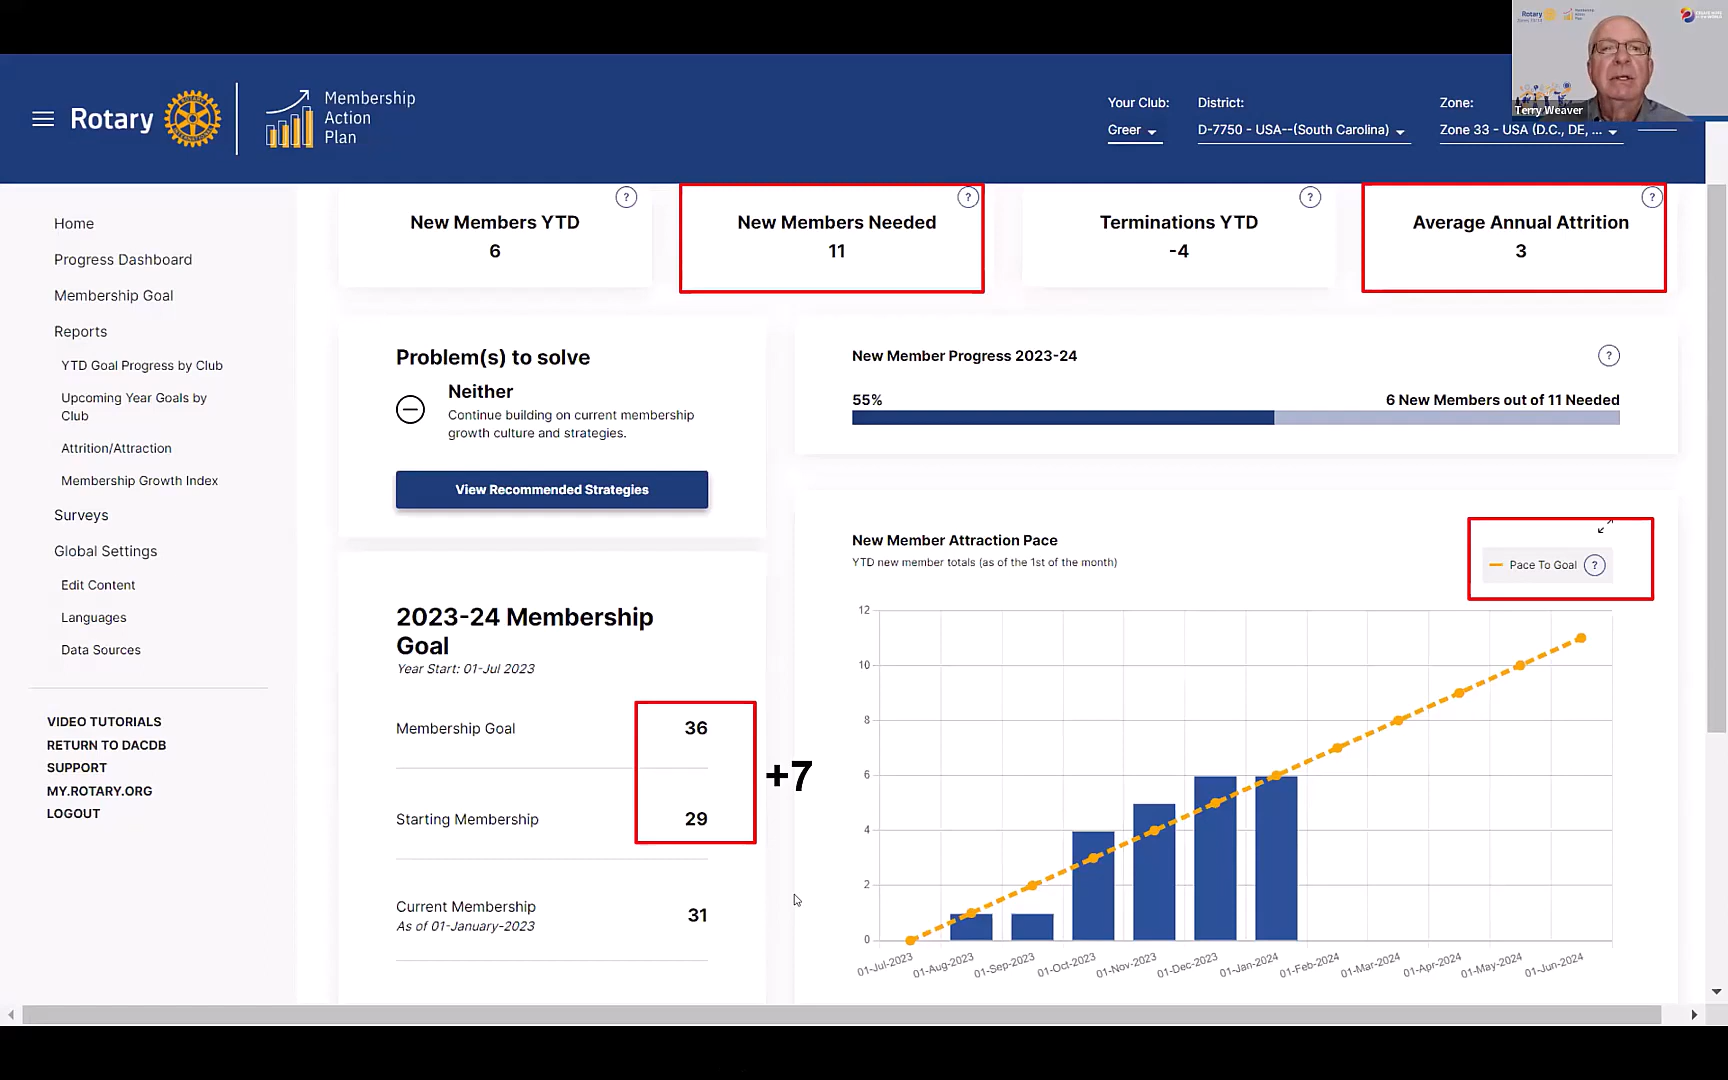 Rotary
Terry Weaver
Rotary
Membership
Action
Plan
Your Club:
Greer
District:
D-7750 - USA--(South Carolina)
Zone:
Zone 33 - USA (D.C., DE, ...
Home
Progress Dashboard
Membership Goal
Reports
YTD Goal Progress by Club
Upcoming Year Goals by
Club
Attrition/Attraction
Membership Growth Index
Surveys
Global Settings
Edit Content
Languages
Data Sources
VIDEO TUTORIALS
RETURN TO DACDB
SUPPORT
MY.ROTARY.ORG
LOGOUT
?
New Members YTD
6
?
New Members Needed
11
?
Terminations YTD
-4
?
Average Annual Attrition
3
Problem(s) to solve
Neither
Continue building on current membership
growth culture and strategies.
View Recommended Strategies
New Member Progress 2023-24
?
55%
6 New Members out of 11 Needed
2023-24 Membership
Goal
Year Start: 01-Jul 2023
Membership Goal
36
Starting Membership
29
+7
Current Membership
As of 01-January-2023
31
New Member Attraction Pace
YTD new member totals (as of the 1st of the month)
Pace To Goal ?
12
10
8
6
4
2
0
01-Jul-2023
01-Aug-2023
01-Sep-2023
01-Oct-2023
01-Nov-2023
01-Dec-2023
01-Jan-2024
01-Feb-2024
01-Mar-2024
01-Apr-2024
01-May-2024
01-Jun-2024